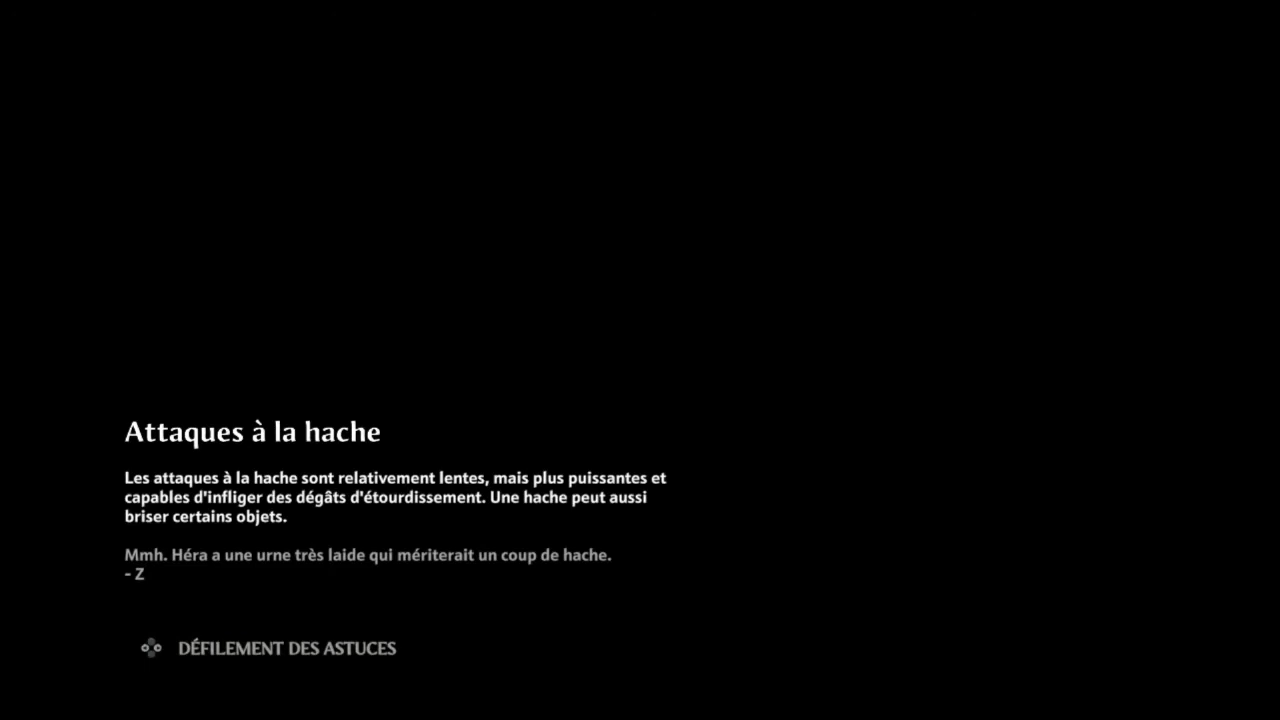 Attaques à la hache
Les attaques à la hache sont relativement lentes, mais plus puissantes et
capables d'infliger des dégâts d'étourdissement. Une hache peut aussi
briser certains objets.
Mmh. Héra a une urne très laide qui mériterait un coup de hache.
- Z
DÉFILEMENT DES ASTUCES